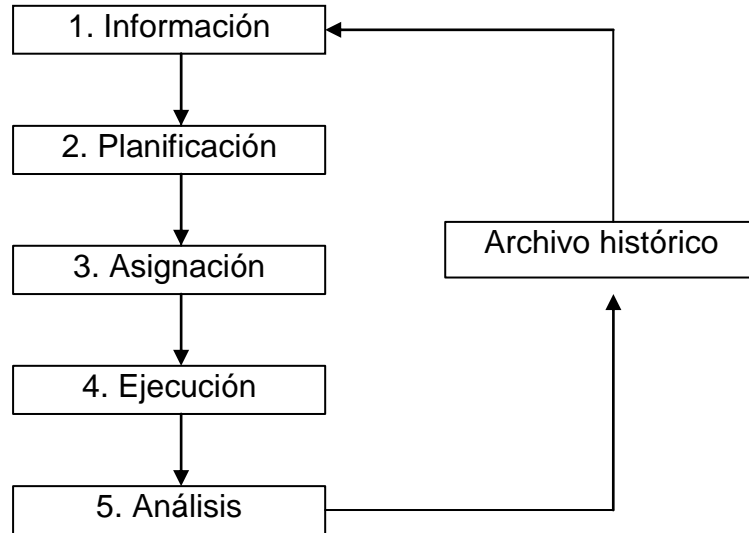 1. Información
2. Planificación
3. Asignación
4. Ejecución
5. Análisis
Archivo histórico